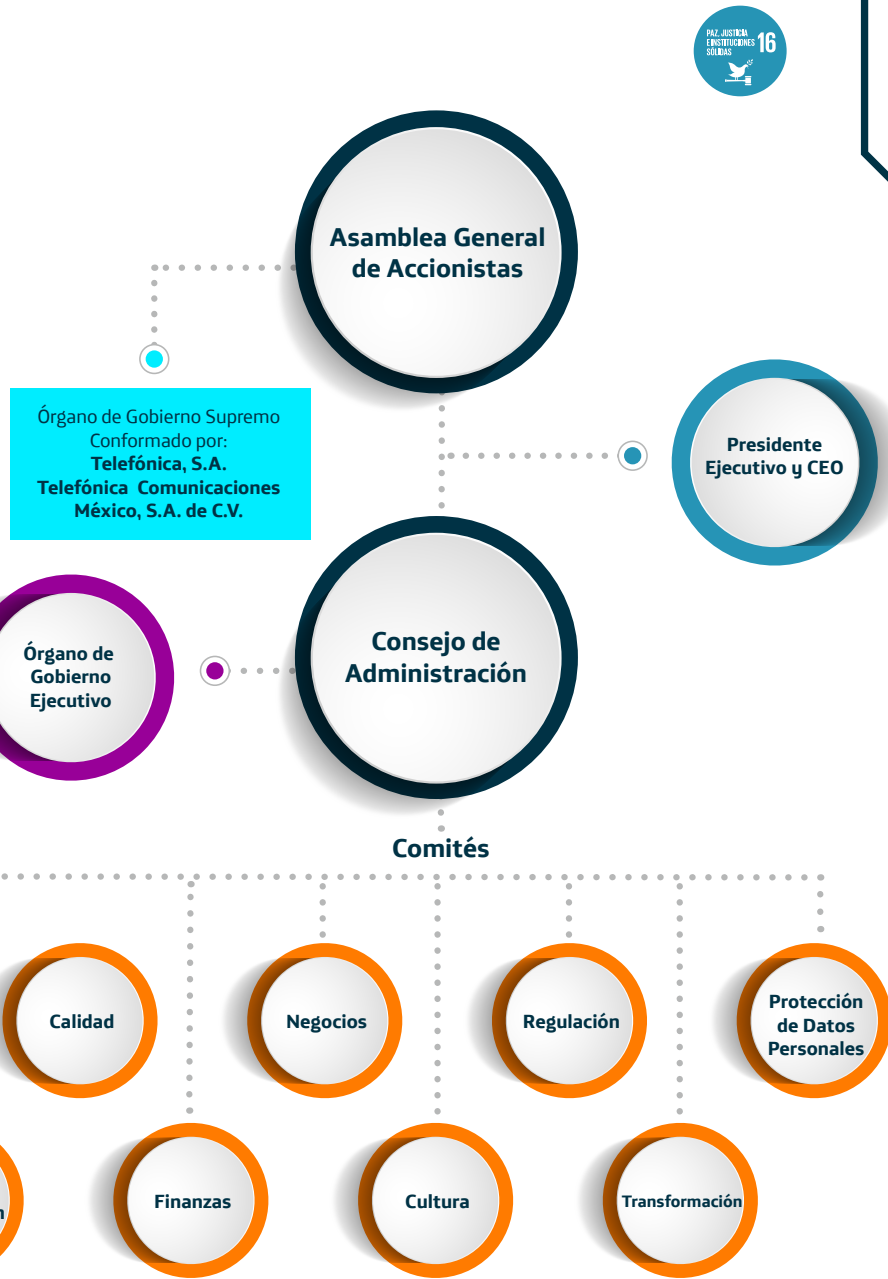 PAZ, JUSTICIA
E INSTITUCIONES
SÓLIDAS
16
Asamblea General
de Accionistas
Órgano de Gobierno Supremo
Conformado por:
Telefónica, S.A.
Telefónica Comunicaciones
México, S.A. de C.V.
Presidente
Ejecutivo y CEO
Órgano de
Gobierno
Ejecutivo
Consejo de
Administración
Comités
Calidad
Negocios
Regulación
Protección
de Datos
Personales
Finanzas
Cultura
Transformación